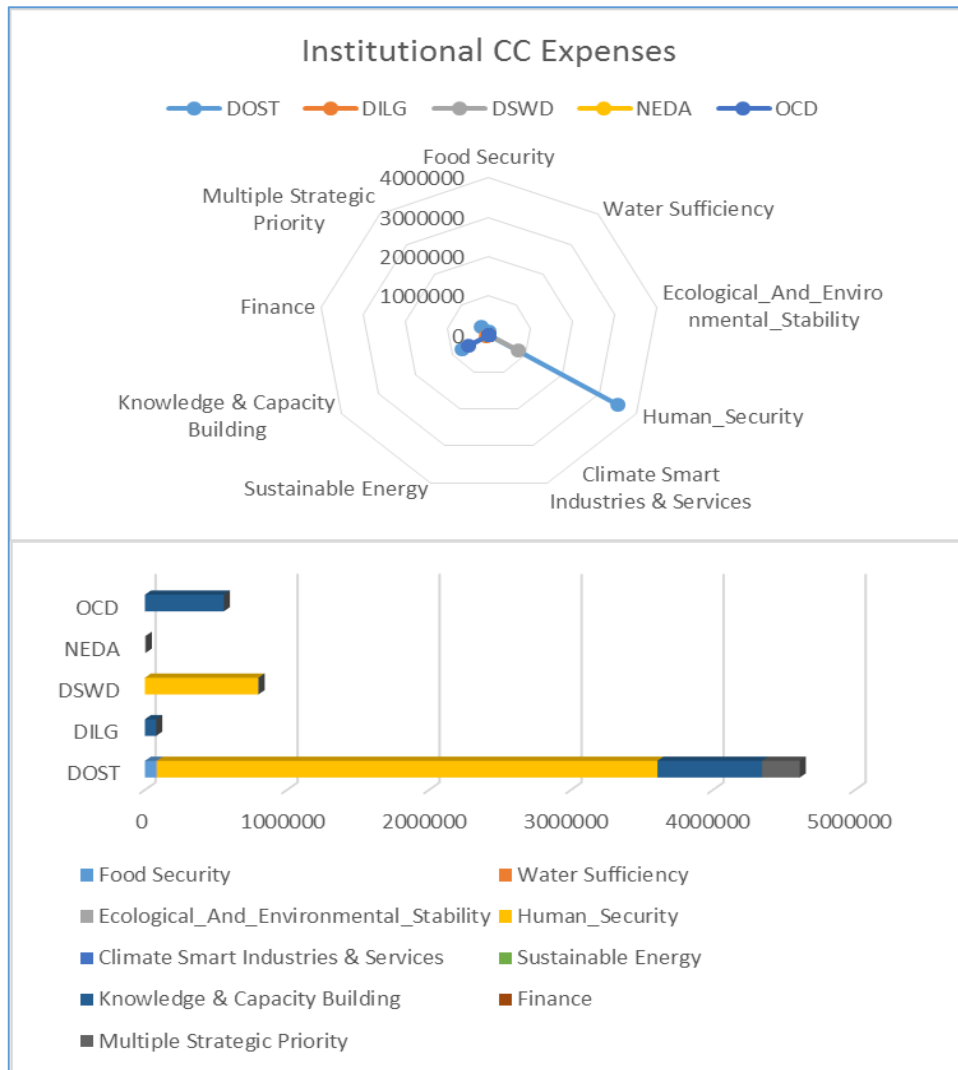 Institutional CC Expenses
DOST DILG DSWD NEDA OCD
Food Security
4000000
Multiple Strategic
Priority
Water Sufficiency
3000000
2000000
Ecological_And_Enviro
nmental_Stability
Finance
1000000
0
Knowledge & Capacity
Building
Human_Security
Climate Smart
Industries & Services
Sustainable Energy
OCD
NEDA
DSWD
DILG
DOST
0 1000000 2000000 3000000 4000000 5000000
Food Security Water Sufficiency
Ecological_And_Environmental_Stability Human_Security
Climate Smart Industries & Services Sustainable Energy
Knowledge & Capacity Building Finance
Multiple Strategic Priority